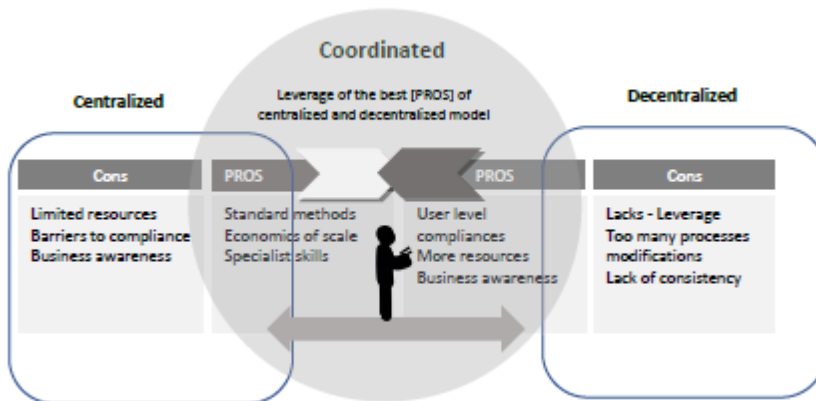 Coordinated
Leverage of the best [PROS] of
centralized and decentralized model
Centralized
Decentralized
Cons
PROS
PROS
Cons
Limited resources
Barriers to compliance
Business awareness
Standard methods
Economics of scale
Specialist skills
User level
compliances
More resources
Business awareness
Lacks - Leverage
Too many processes
modifications
Lack of consistency